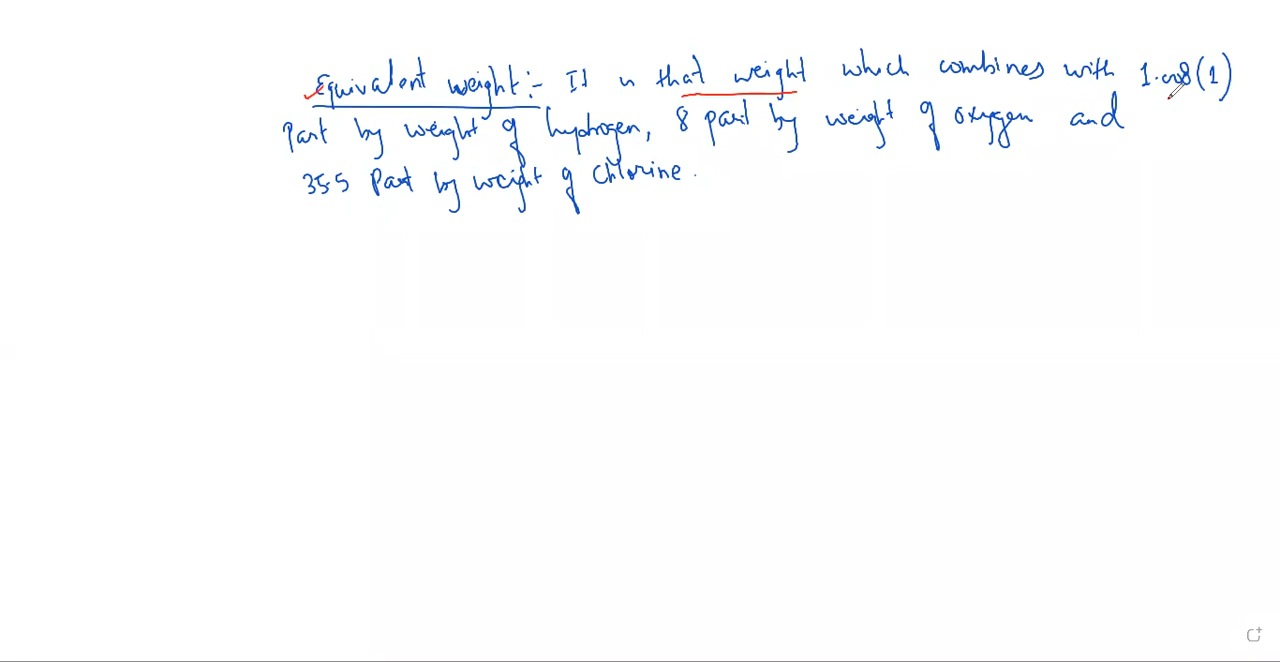 Equivalent weight:- It is that weight which combines with 1.008(1)
Part by weight of hydrogen, 8 part by weight of oxygen and
35.5 Part by weight of Chlorine.